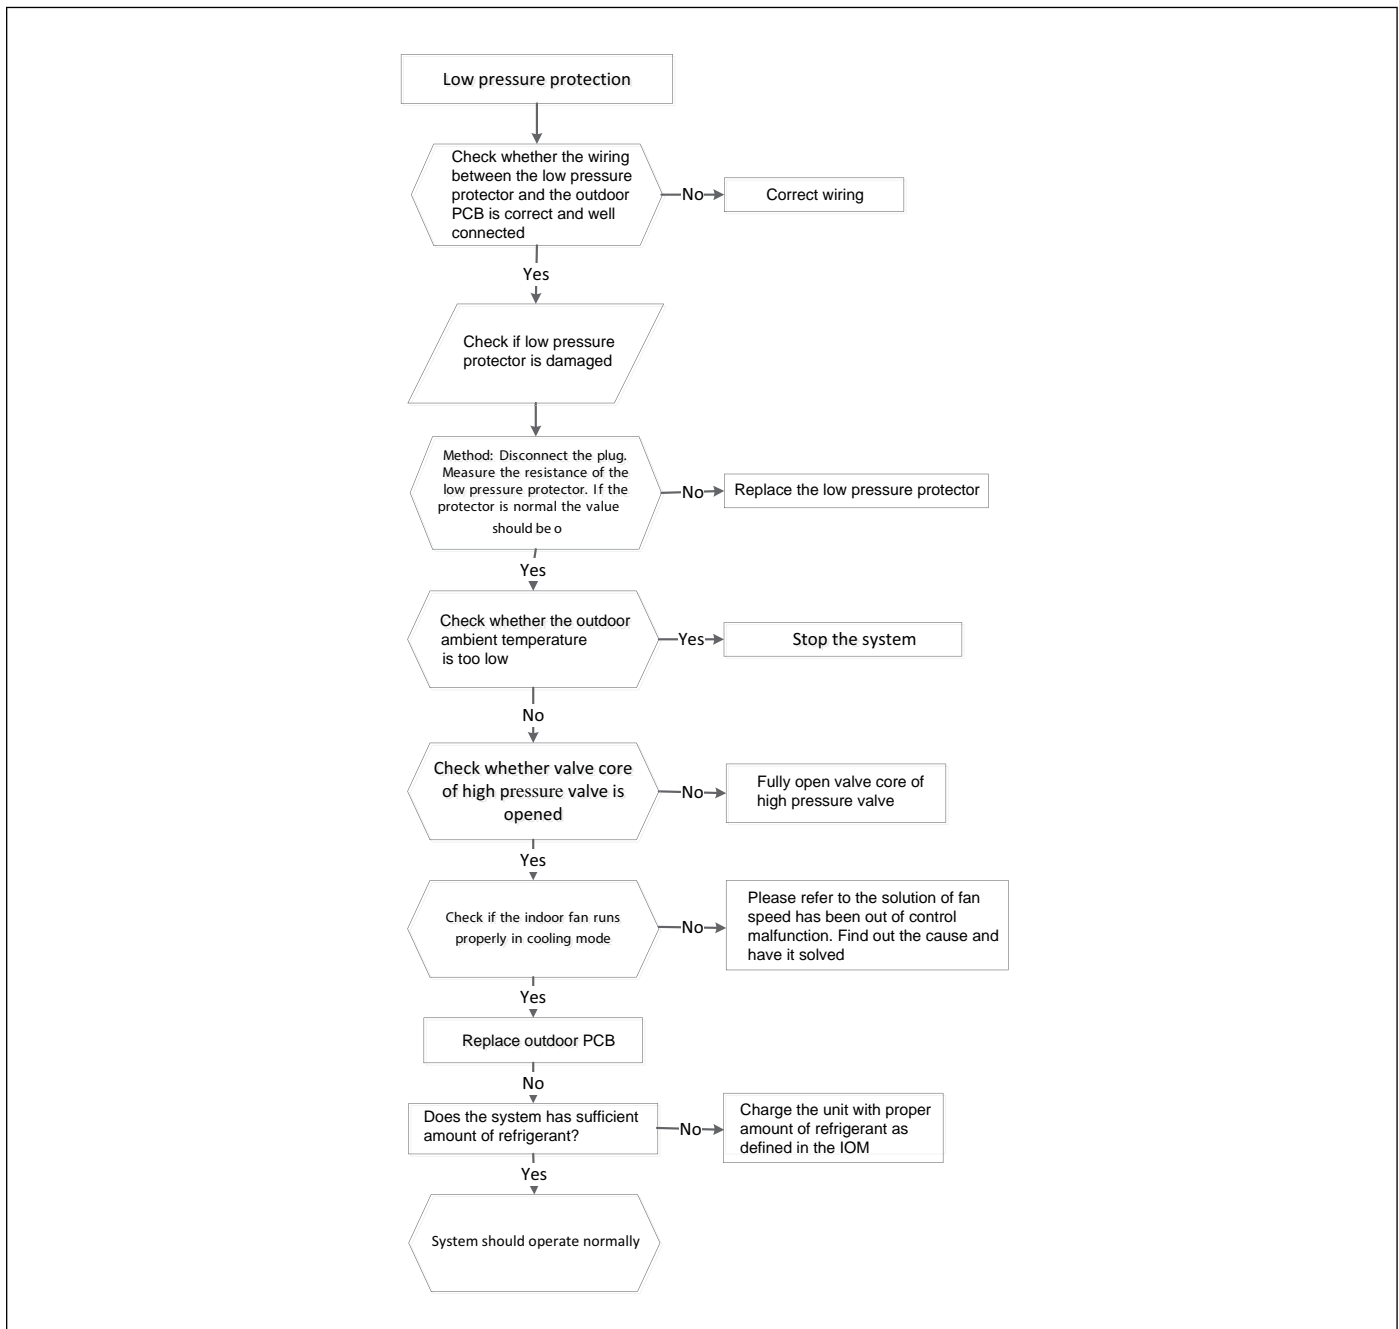 Low pressure protection
Check whether the wiring
between the low pressure
protector and the outdoor
PCB is correct and well
connected
No
Correct wiring
Yes
Check if low pressure
protector is damaged
Method: Disconnect the plug.
Measure the resistance of the
low pressure protector. If the
protector is normal the value
should be o
No
Replace the low pressure protector
Yes
Check whether the outdoor
ambient temperature
is too low
Yes
Stop the system
No
Check whether valve core
of high pressure valve is
opened
No
Fully open valve core of
high pressure valve
Yes
Check if the indoor fan runs
properly in cooling mode
No
Please refer to the solution of fan
speed has been out of control
malfunction. Find out the cause and
have it solved
Yes
Replace outdoor PCB
No
Does the system has sufficient
amount of refrigerant?
No
Charge the unit with proper
amount of refrigerant as
defined in the IOM
Yes
System should operate normally